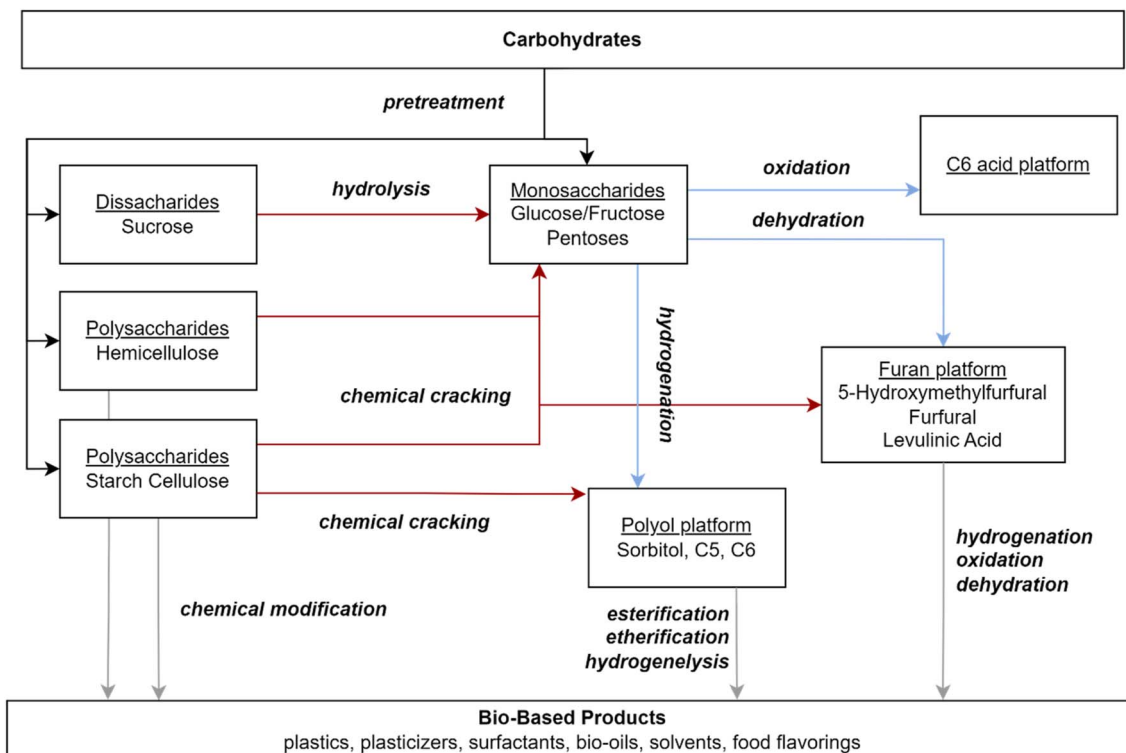 Carbohydrates
pretreatment
Dissacharides
Sucrose
hydrolysis
Monosaccharides
Glucose/Fructose
Pentoses
oxidation
C6 acid platform
dehydration
Polysaccharides
Hemicellulose
hydrogenation
chemical cracking
Furan platform
5-Hydroxymethylfurfural
Furfural
Levulinic Acid
Polysaccharides
Starch Cellulose
chemical cracking
Polyol platform
Sorbitol, C5, C6
hydrogenation
oxidation
dehydration
chemical modification
esterification
etherification
hydrogenelysis
Bio-Based Products
plastics, plasticizers, surfactants, bio-oils, solvents, food flavorings